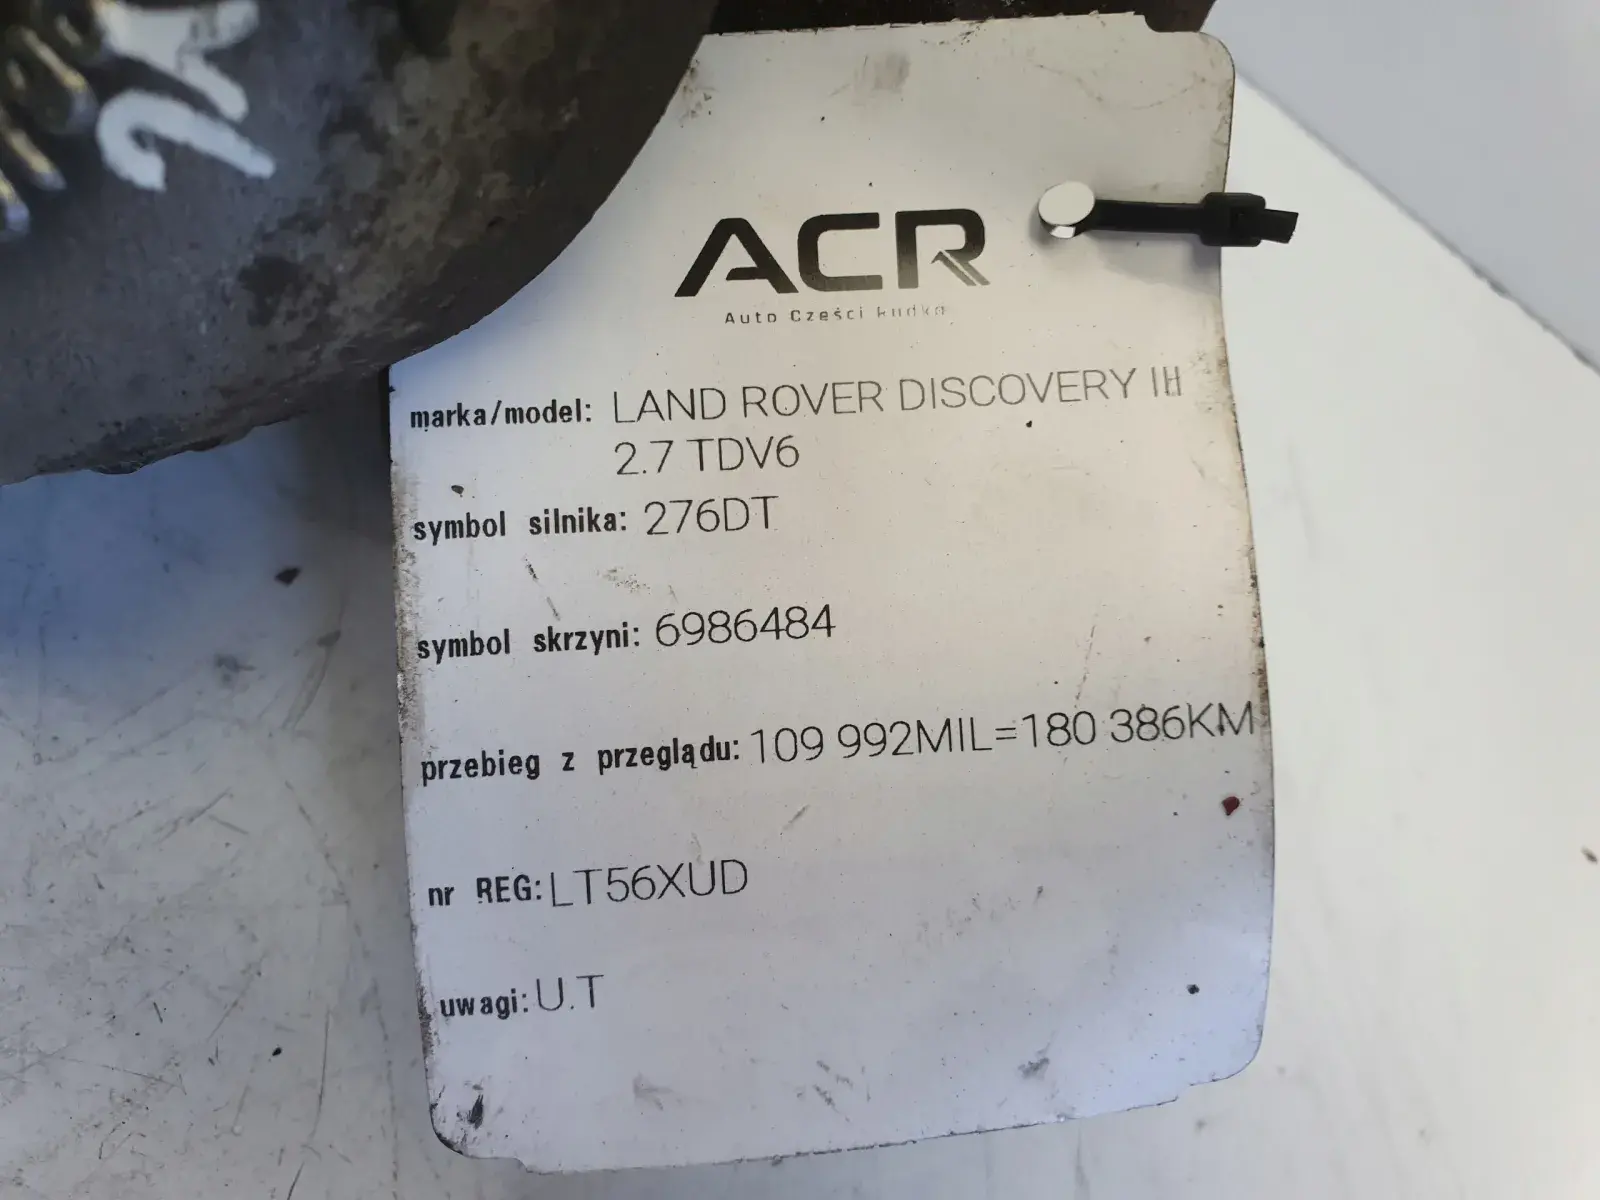 ACR
Auto Części Rudka
marka/model: LAND ROVER DISCOVERY III
2.7 TDV6
symbol silnika: 276DT
symbol skrzyni: 6986484
przebieg z przeglądu: 109 992MIL=180 386KM
nr REG: LT56XUD
uwagi: U.T